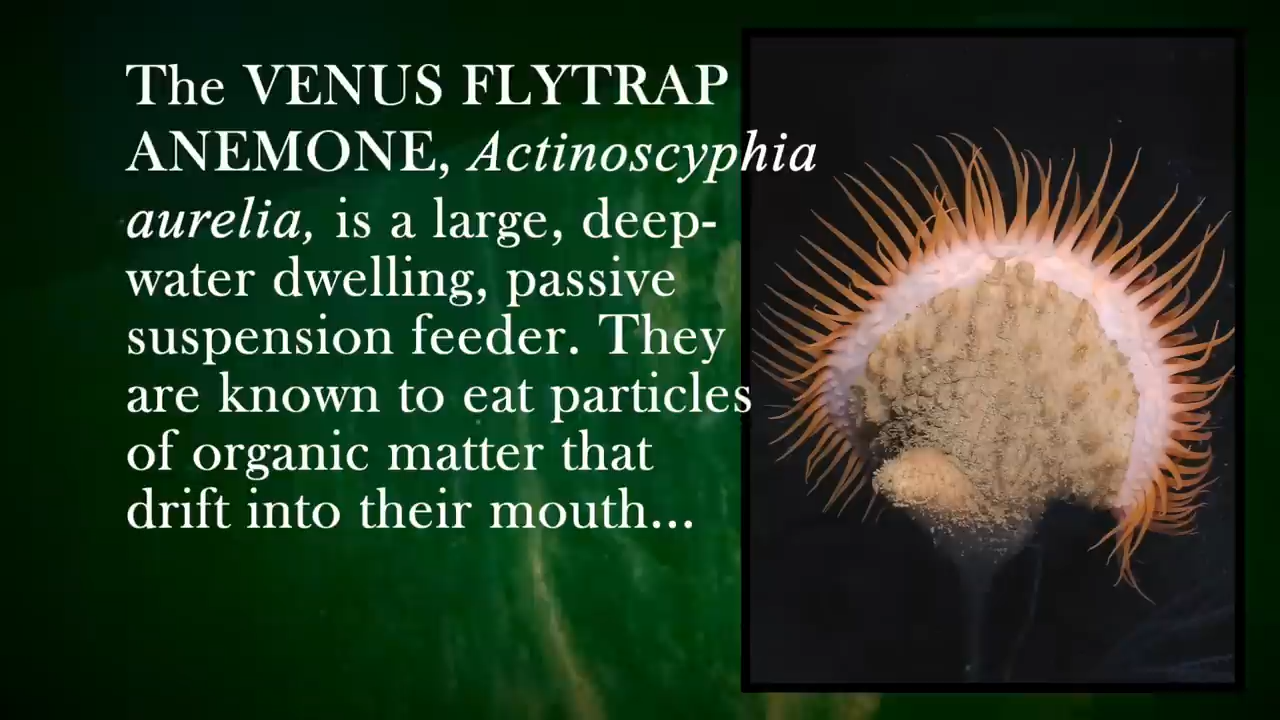 The VENUS FLYTRAP
ANEMONE, Actinoscyphia
aurelia, is a large, deep-
water dwelling, passive
suspension feeder. They
are known to eat particles
of organic matter that
drift into their mouth...